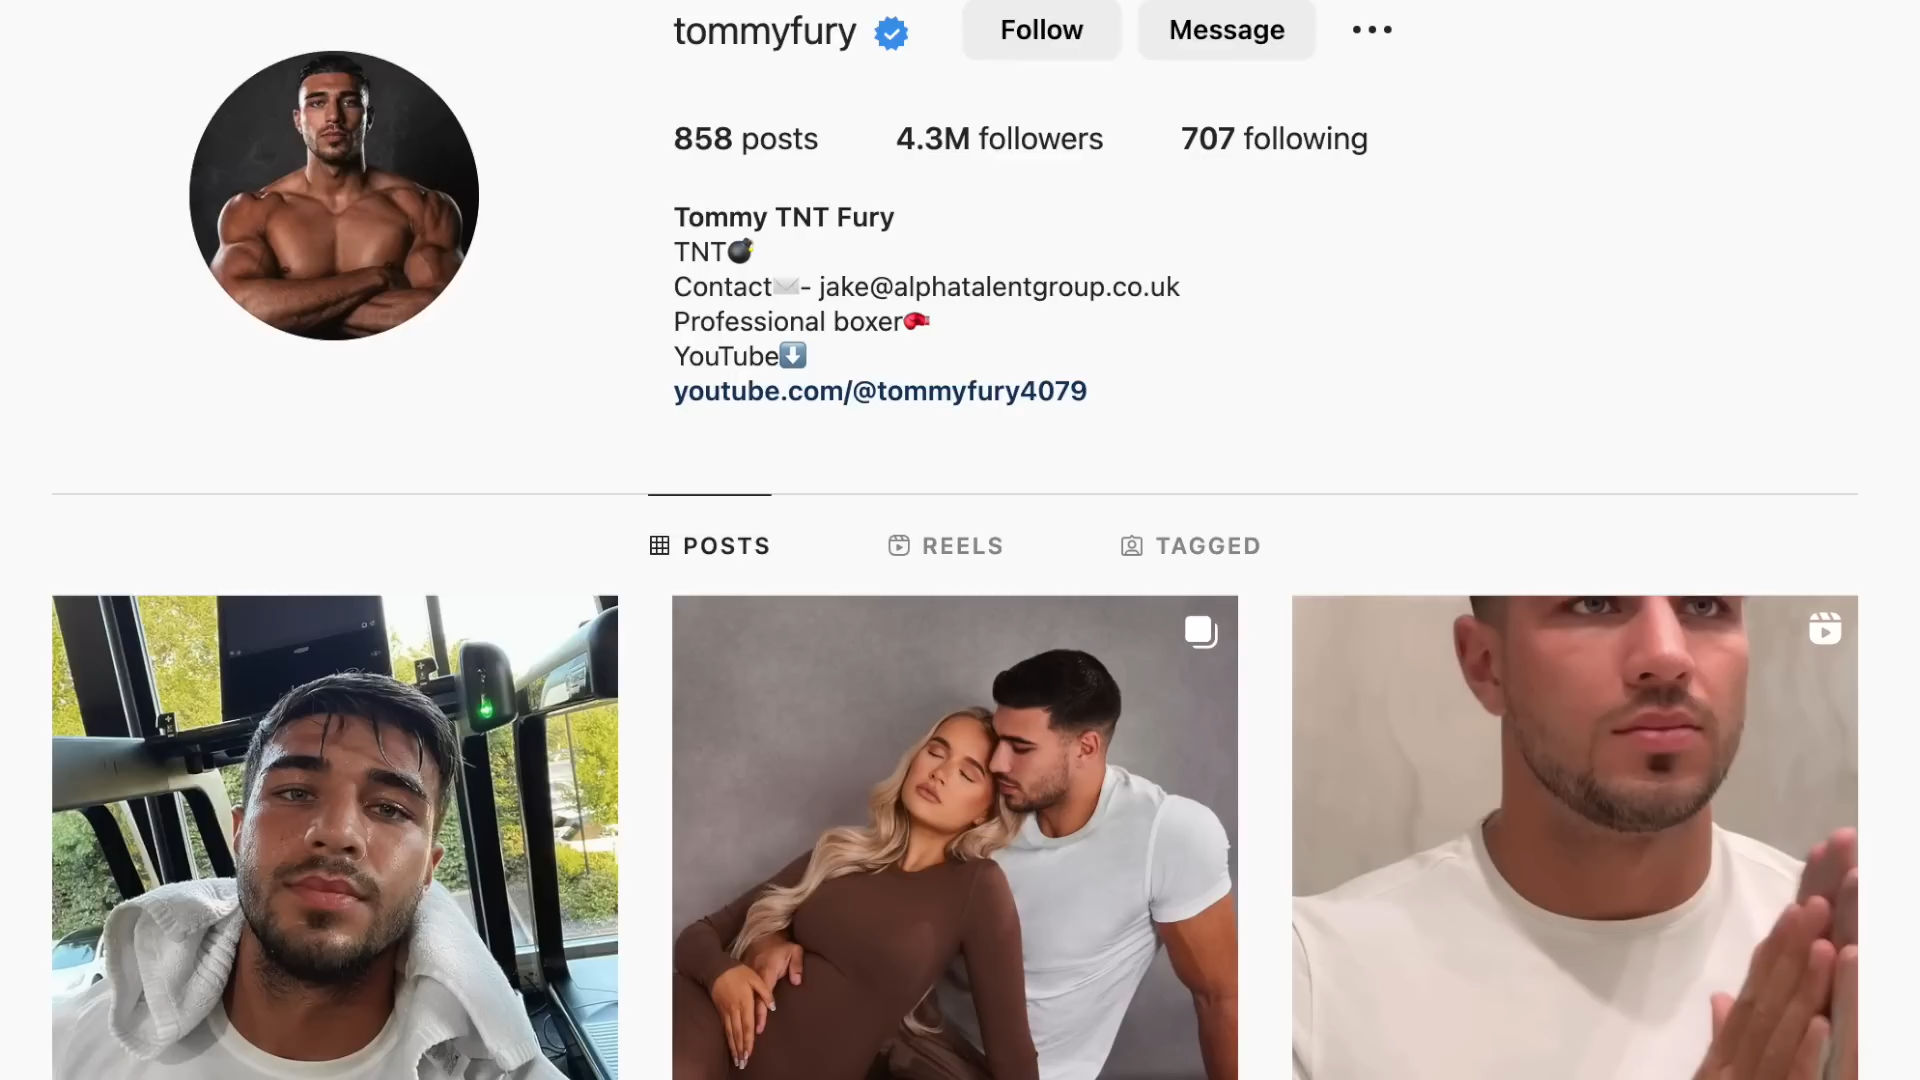 tommyfury Follow Message
858 posts 4.3M followers 707 following
Tommy TNT Fury
TNT💣
Contact✉️- jake@alphatalentgroup.co.uk
Professional boxer🥊
YouTube⬇️
youtube.com/@tommyfury4079
POSTS REELS TAGGED